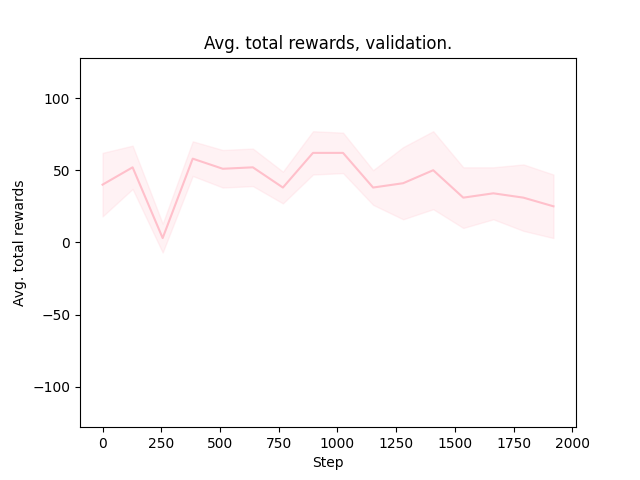 Avg. total rewards, validation.
100
50
0
−50
−100
Avg. total rewards
0 250 500 750 1000 1250 1500 1750 2000
Step